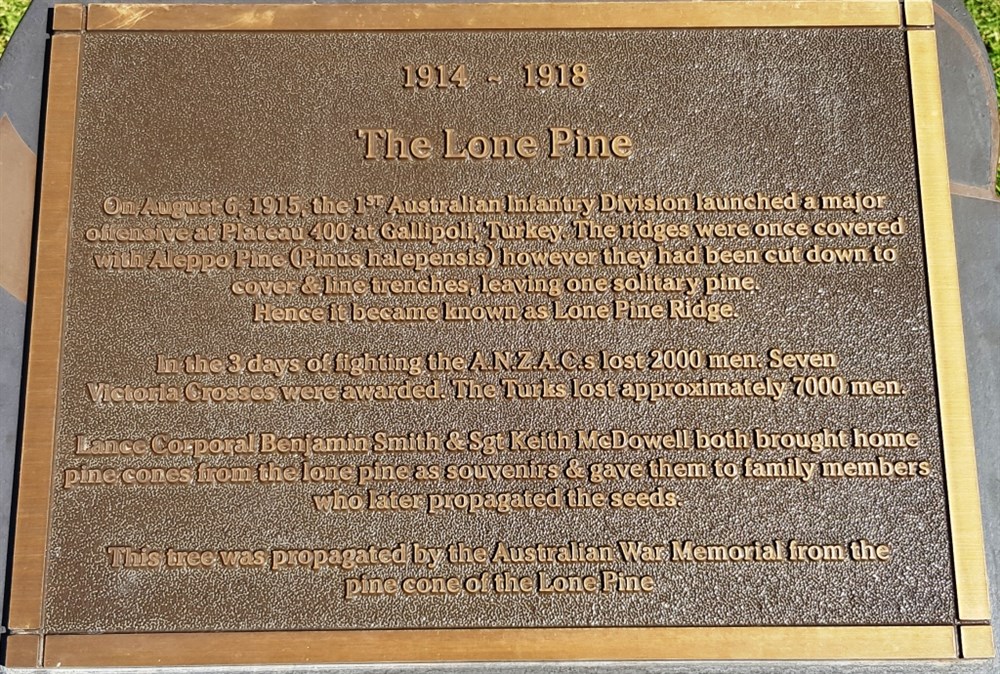 1914 ~ 1918
The Lone Pine
On August 6, 1915, the 1ST Australian Infantry Division launched a major
offensive at Plateau 400 at Gallipoli, Turkey. The ridges were once covered
with Aleppo Pine (Pinus halepensis) however they had been cut down to
cover & line trenches, leaving one solitary pine.
Hence it became known as Lone Pine Ridge.
In the 3 days of fighting the A.N.Z.A.C.s lost 2000 men. Seven
Victoria Crosses were awarded. The Turks lost approximately 7000 men.
Lance Corporal Benjamin Smith & Sgt Keith McDowell both brought home
pine cones from the lone pine as souvenirs & gave them to family members
who later propagated the seeds.
This tree was propagated by the Australian War Memorial from the
pine cone of the Lone Pine